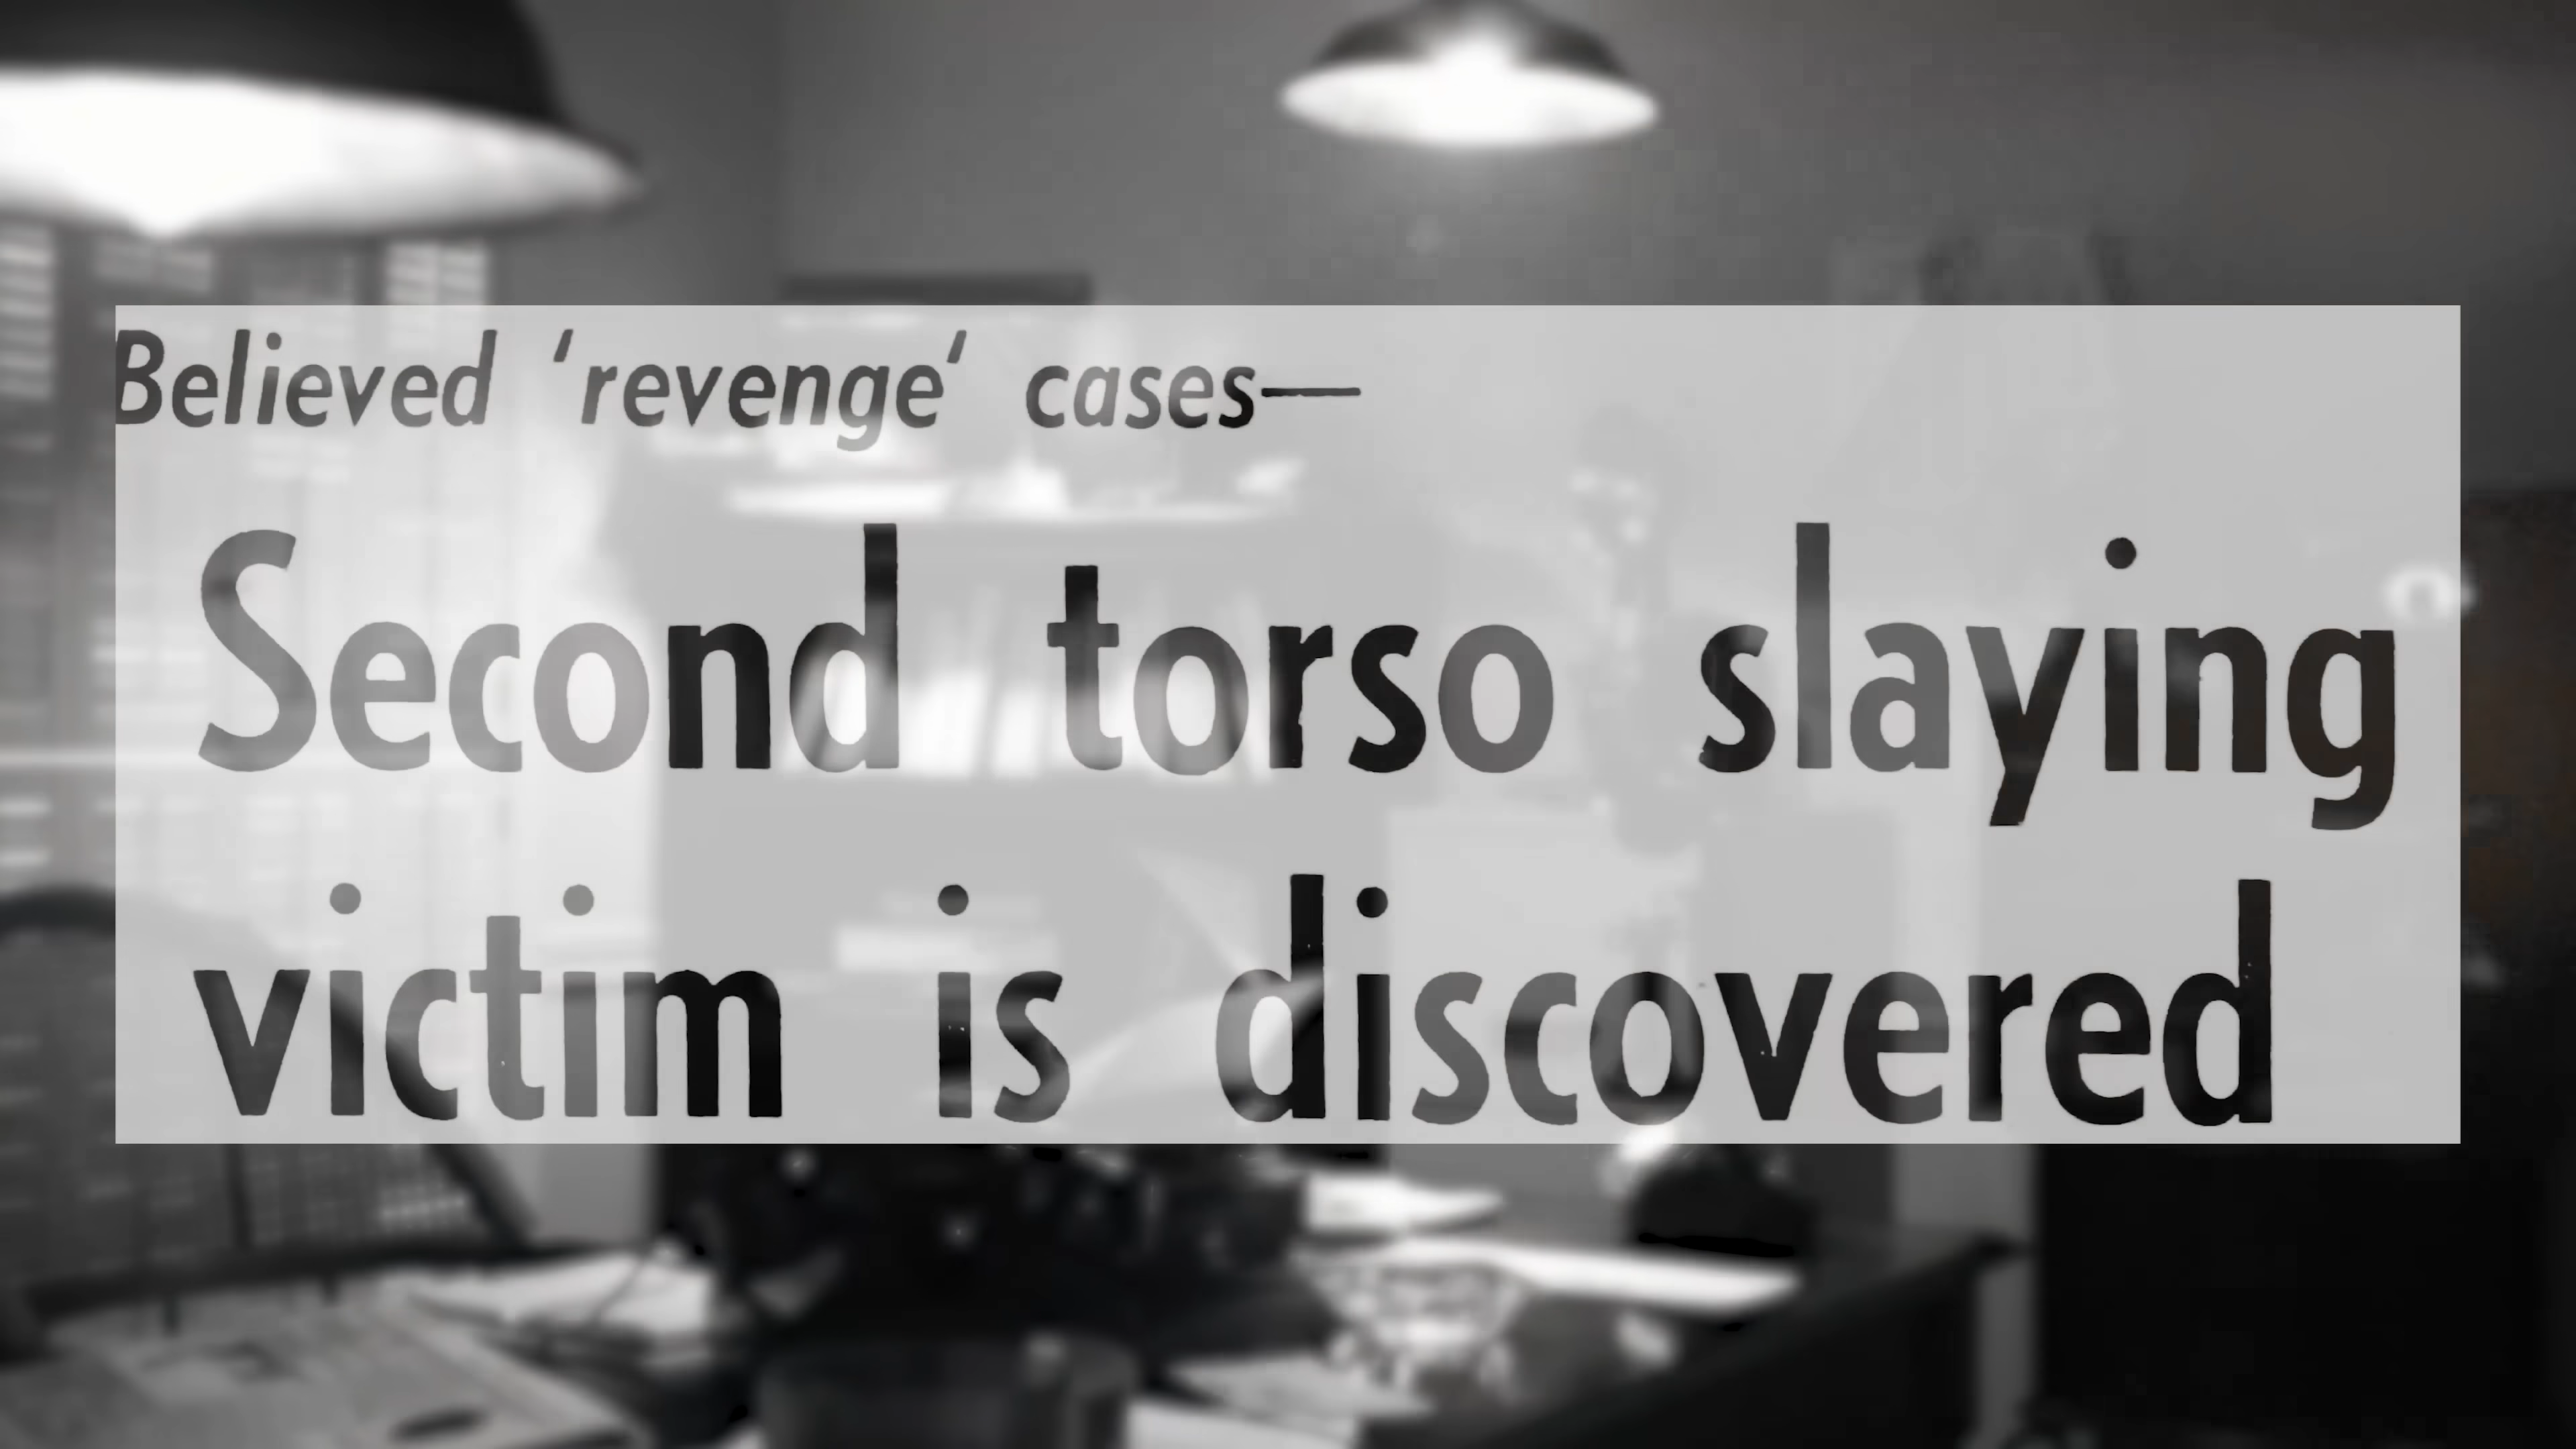 Believed ‘revenge‘ cases—
Second torso slaying
victim is discovered